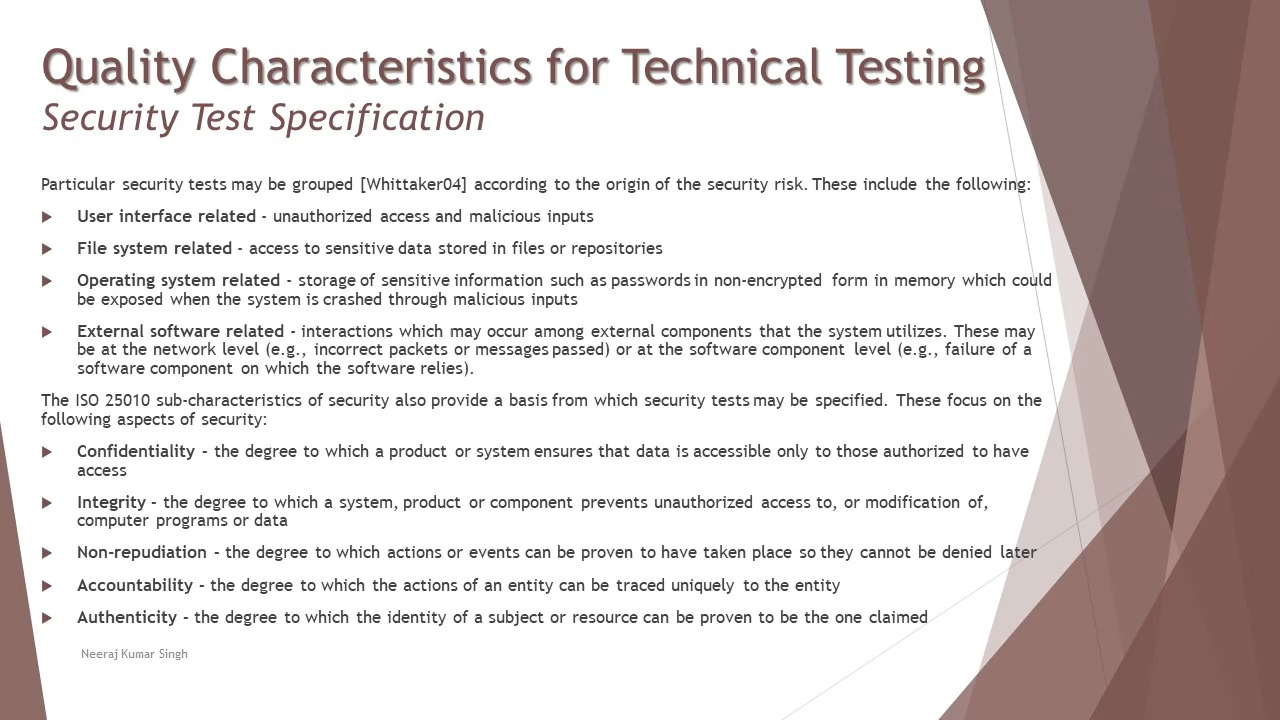 Quality Characteristics for Technical Testing
Security Test Specification
Particular security tests may be grouped [Whittaker04] according to the origin of the security risk. These include the following:
User interface related - unauthorized access and malicious inputs
File system related - access to sensitive data stored in files or repositories
Operating system related - storage of sensitive information such as passwords in non-encrypted form in memory which could
be exposed when the system is crashed through malicious inputs
External software related - interactions which may occur among external components that the system utilizes. These may
be at the network level (e.g., incorrect packets or messages passed) or at the software component level (e.g., failure of a
software component on which the software relies).
The ISO 25010 sub-characteristics of security also provide a basis from which security tests may be specified. These focus on the
following aspects of security:
Confidentiality - the degree to which a product or system ensures that data is accessible only to those authorized to have
access
Integrity - the degree to which a system, product or component prevents unauthorized access to, or modification of,
computer programs or data
Non-repudiation - the degree to which actions or events can be proven to have taken place so they cannot be denied later
Accountability - the degree to which the actions of an entity can be traced uniquely to the entity
Authenticity - the degree to which the identity of a subject or resource can be proven to be the one claimed
Neeraj Kumar Singh